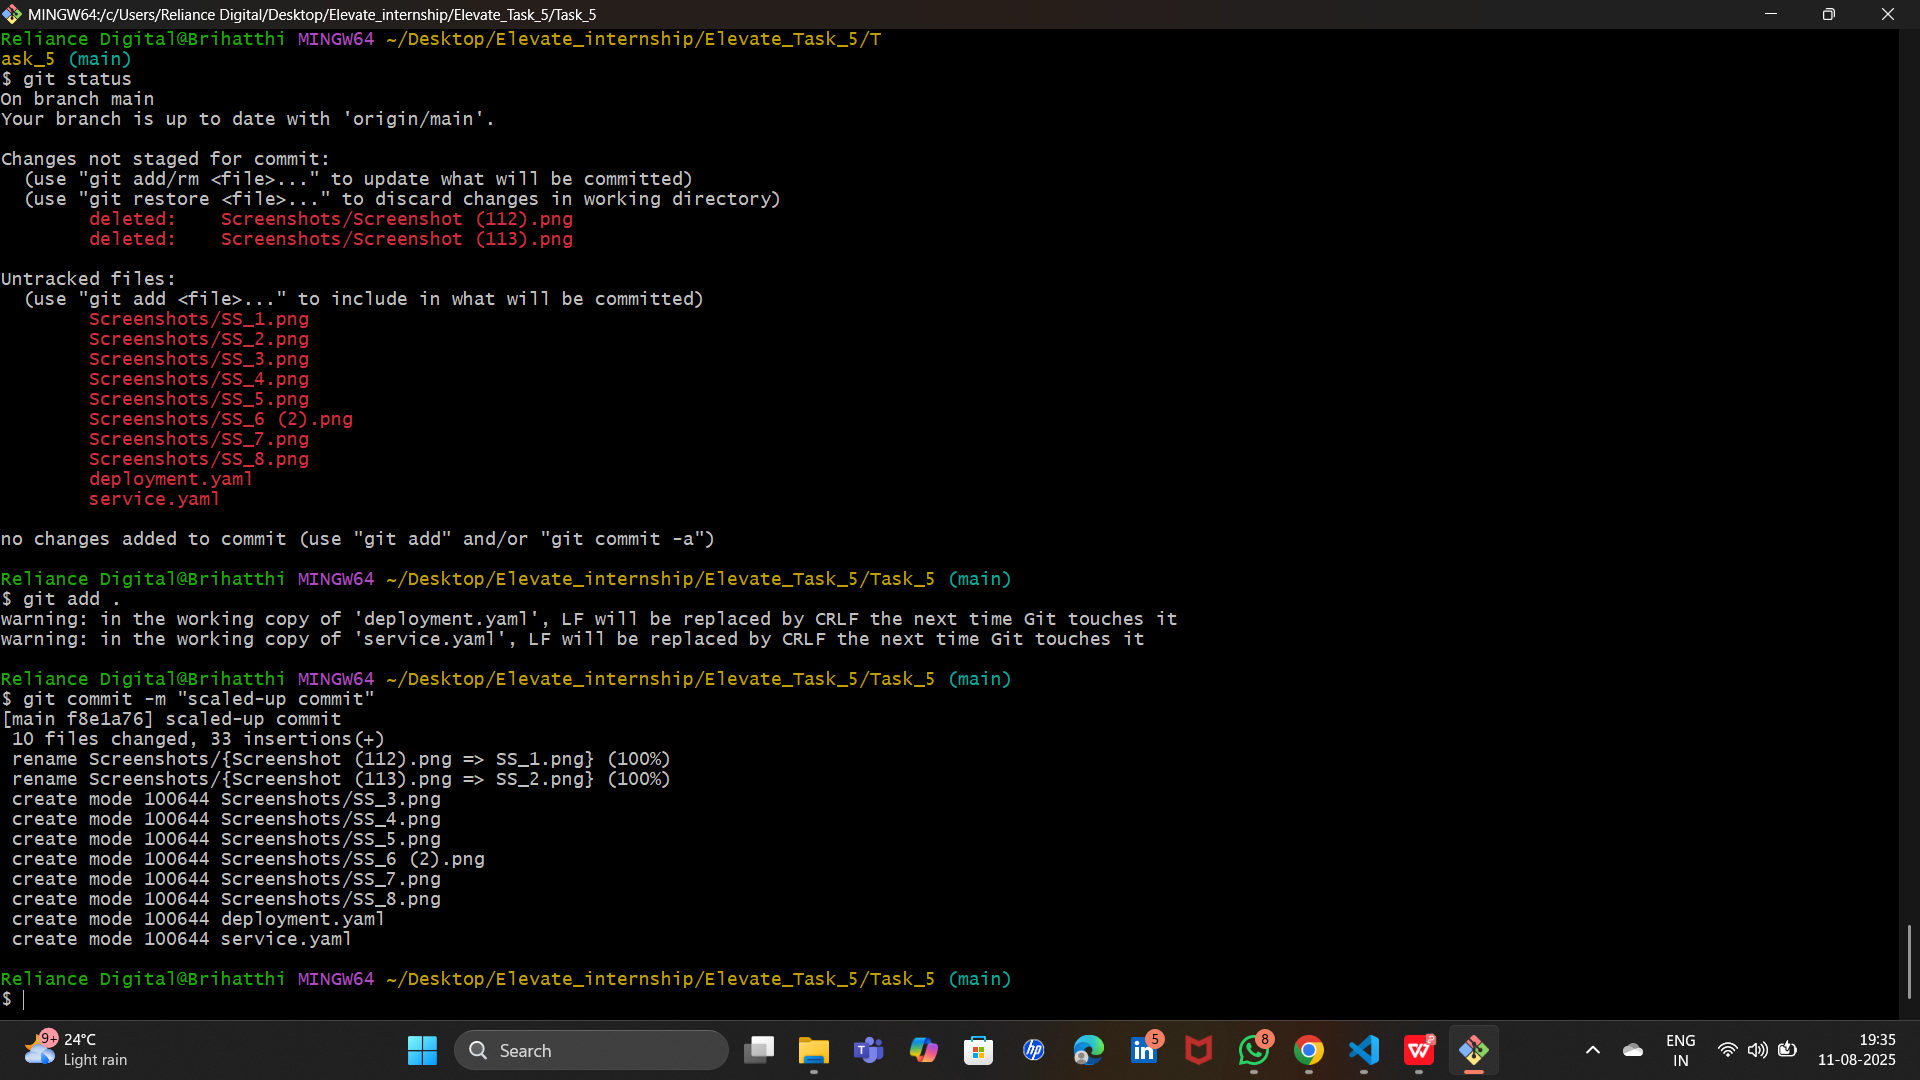 MINGW64:/c/Users/Reliance Digital/Desktop/Elevate_internship/Elevate_Task_5/Task_5
Reliance Digital@Brihatthi MINGW64 ~/Desktop/Elevate_internship/Elevate_Task_5/T
ask_5 (main)
$ git status
On branch main
Your branch is up to date with 'origin/main'.
Changes not staged for commit:
  (use "git add/rm <file>..." to update what will be committed)
  (use "git restore <file>..." to discard changes in working directory)
        deleted:    Screenshots/Screenshot (112).png
        deleted:    Screenshots/Screenshot (113).png
Untracked files:
  (use "git add <file>..." to include in what will be committed)
        Screenshots/SS_1.png
        Screenshots/SS_2.png
        Screenshots/SS_3.png
        Screenshots/SS_4.png
        Screenshots/SS_5.png
        Screenshots/SS_6 (2).png
        Screenshots/SS_7.png
        Screenshots/SS_8.png
        deployment.yaml
        service.yaml
no changes added to commit (use "git add" and/or "git commit -a")
Reliance Digital@Brihatthi MINGW64 ~/Desktop/Elevate_internship/Elevate_Task_5/Task_5 (main)
$ git add .
warning: in the working copy of 'deployment.yaml', LF will be replaced by CRLF the next time Git touches it
warning: in the working copy of 'service.yaml', LF will be replaced by CRLF the next time Git touches it
Reliance Digital@Brihatthi MINGW64 ~/Desktop/Elevate_internship/Elevate_Task_5/Task_5 (main)
$ git commit -m "scaled-up commit"
[main f8e1a76] scaled-up commit
 10 files changed, 33 insertions(+)
 rename Screenshots/{Screenshot (112).png => SS_1.png} (100%)
 rename Screenshots/{Screenshot (113).png => SS_2.png} (100%)
 create mode 100644 Screenshots/SS_3.png
 create mode 100644 Screenshots/SS_4.png
 create mode 100644 Screenshots/SS_5.png
 create mode 100644 Screenshots/SS_6 (2).png
 create mode 100644 Screenshots/SS_7.png
 create mode 100644 Screenshots/SS_8.png
 create mode 100644 deployment.yaml
 create mode 100644 service.yaml
Reliance Digital@Brihatthi MINGW64 ~/Desktop/Elevate_internship/Elevate_Task_5/Task_5 (main)
$
9+
24°C
Light rain
Search
5
8
ENG
IN
19:35
11-08-2025